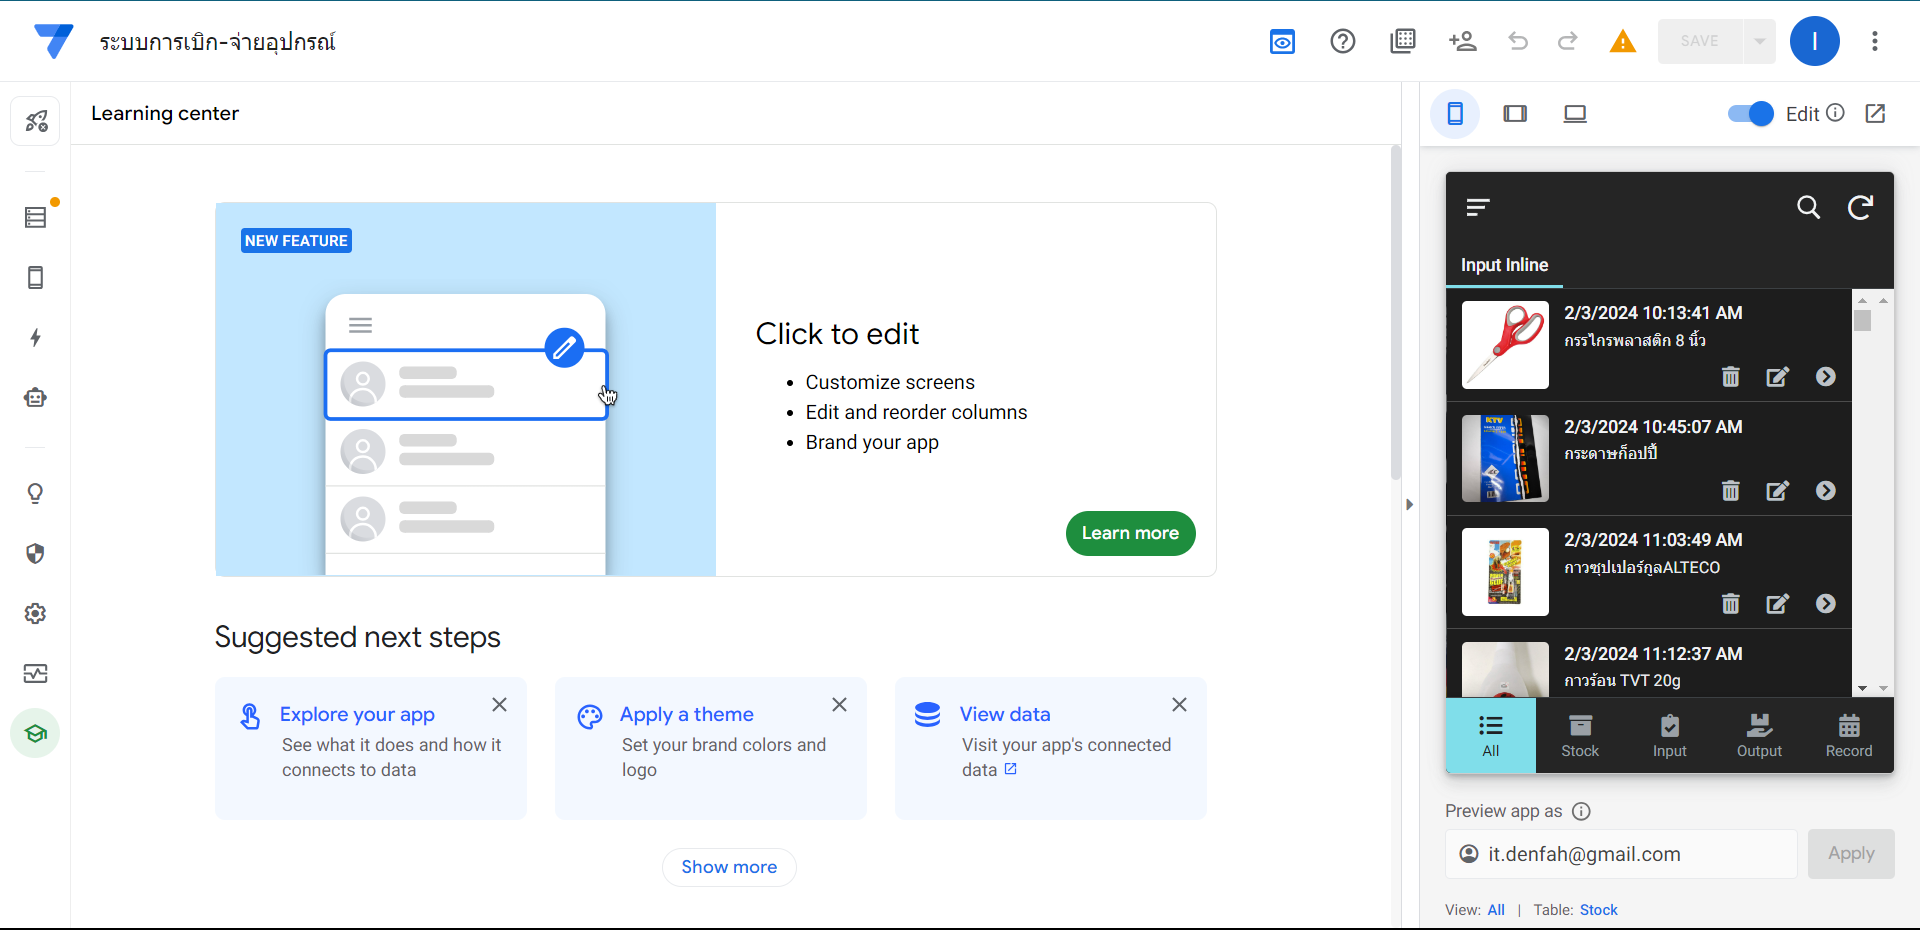 ระบบการเบิก-จ่ายอุปกรณ์
SAVE
I
Learning center
Edit
NEW FEATURE
Click to edit
Customize screens
Edit and reorder columns
Brand your app
Learn more
Suggested next steps
Explore your app
See what it does and how it
connects to data
Apply a theme
Set your brand colors and
logo
View data
Visit your app's connected
data
Show more
Input Inline
2/3/2024 10:13:41 AM
กรรไกรพลาสติก 8 นิ้ว
2/3/2024 10:45:07 AM
กระดาษก็อปปี้
KTV
2/3/2024 11:03:49 AM
กาวซุปเปอร์กูลALTECO
2/3/2024 11:12:37 AM
กาวร้อน TVT 20g
All
Stock
Input
Output
Record
Preview app as
it.denfah@gmail.com
Apply
View: All | Table: Stock